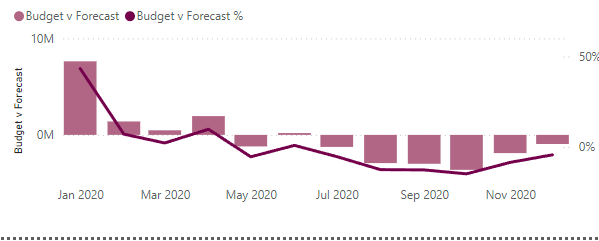 Budget v Forecast Budget v Forecast %
10M
50%
Budget v Forecast
0M
0%
Jan 2020 Mar 2020 May 2020 Jul 2020 Sep 2020 Nov 2020